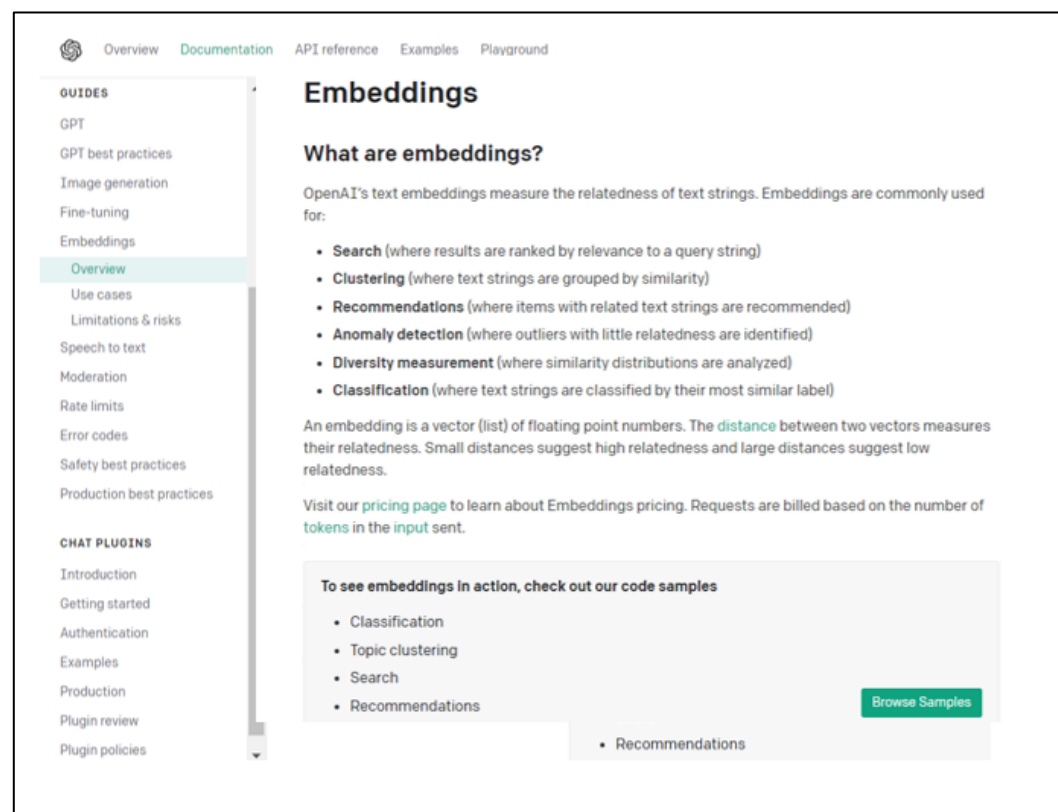 Overview Documentation API reference Examples Playground
GUIDES
GPT
GPT best practices
Image generation
Fine-tuning
Embeddings
Overview
Use cases
Limitations & risks
Speech to text
Moderation
Rate limits
Error codes
Safety best practices
Production best practices
CHAT PLUGINS
Introduction
Getting started
Authentication
Examples
Production
Plugin review
Plugin policies
Embeddings
What are embeddings?
OpenAI's text embeddings measure the relatedness of text strings. Embeddings are commonly used
for:
• Search (where results are ranked by relevance to a query string)
• Clustering (where text strings are grouped by similarity)
• Recommendations (where items with related text strings are recommended)
• Anomaly detection (where outliers with little relatedness are identified)
• Diversity measurement (where similarity distributions are analyzed)
• Classification (where text strings are classified by their most similar label)
An embedding is a vector (list) of floating point numbers. The distance between two vectors measures
their relatedness. Small distances suggest high relatedness and large distances suggest low
relatedness.
Visit our pricing page to learn about Embeddings pricing. Requests are billed based on the number of
tokens in the input sent.
To see embeddings in action, check out our code samples
• Classification
• Topic clustering
• Search
• Recommendations
Browse Samples
• Recommendations